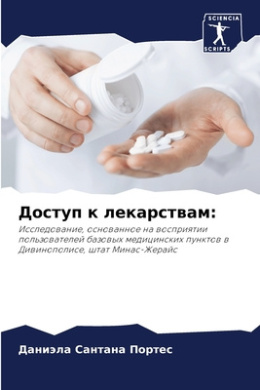 SCIENCIA
SCRIPTS
Доступ к лекарствам:
Исследование, основанное на восприятии
пользователей базовых медицинских пунктов в
Дивинополисе, штат Минас-Жерайс
Даниэла Сантана Портес